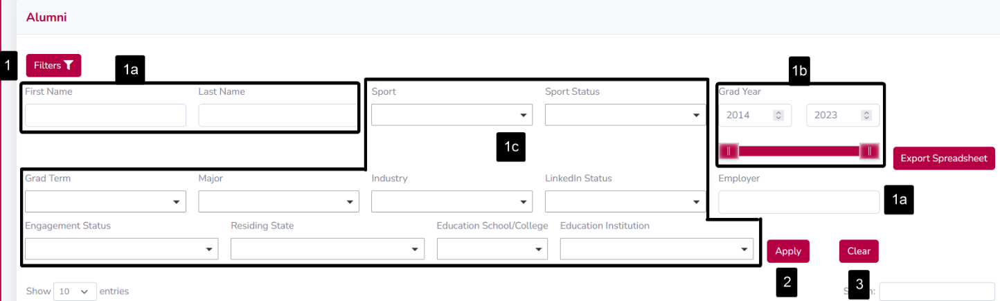 Alumni
1 Filters
1a
1b
First Name Last Name Sport Sport Status Grad Year
2014 2023
1c
Export Spreadsheet
Grad Term Major Industry LinkedIn Status Employer
1a
Engagement Status Residing State Education School/College Education Institution
Apply Clear
2 3
Show 10 entries